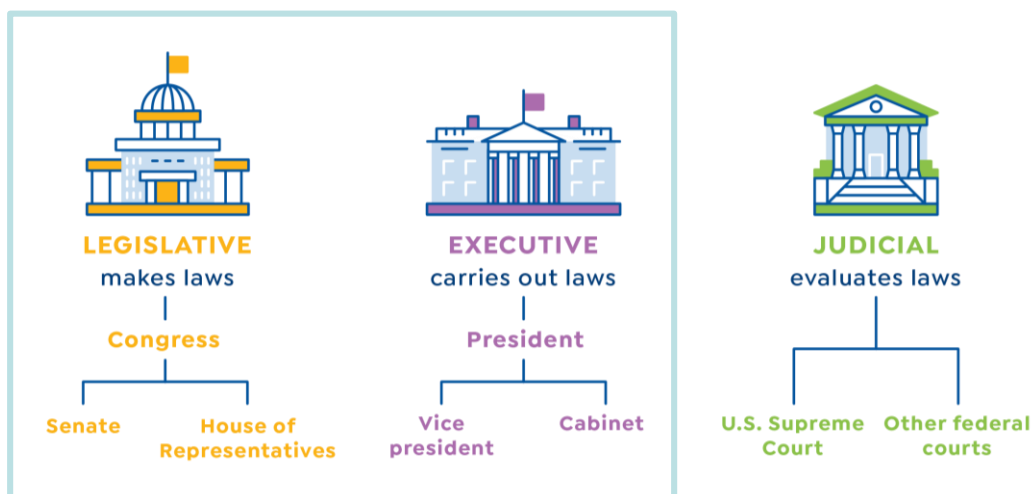 LEGISLATIVE
makes laws
Congress
Senate
House of
Representatives
EXECUTIVE
carries out laws
President
Vice
president
Cabinet
JUDICIAL
evaluates laws
U.S. Supreme
Court
Other federal
courts